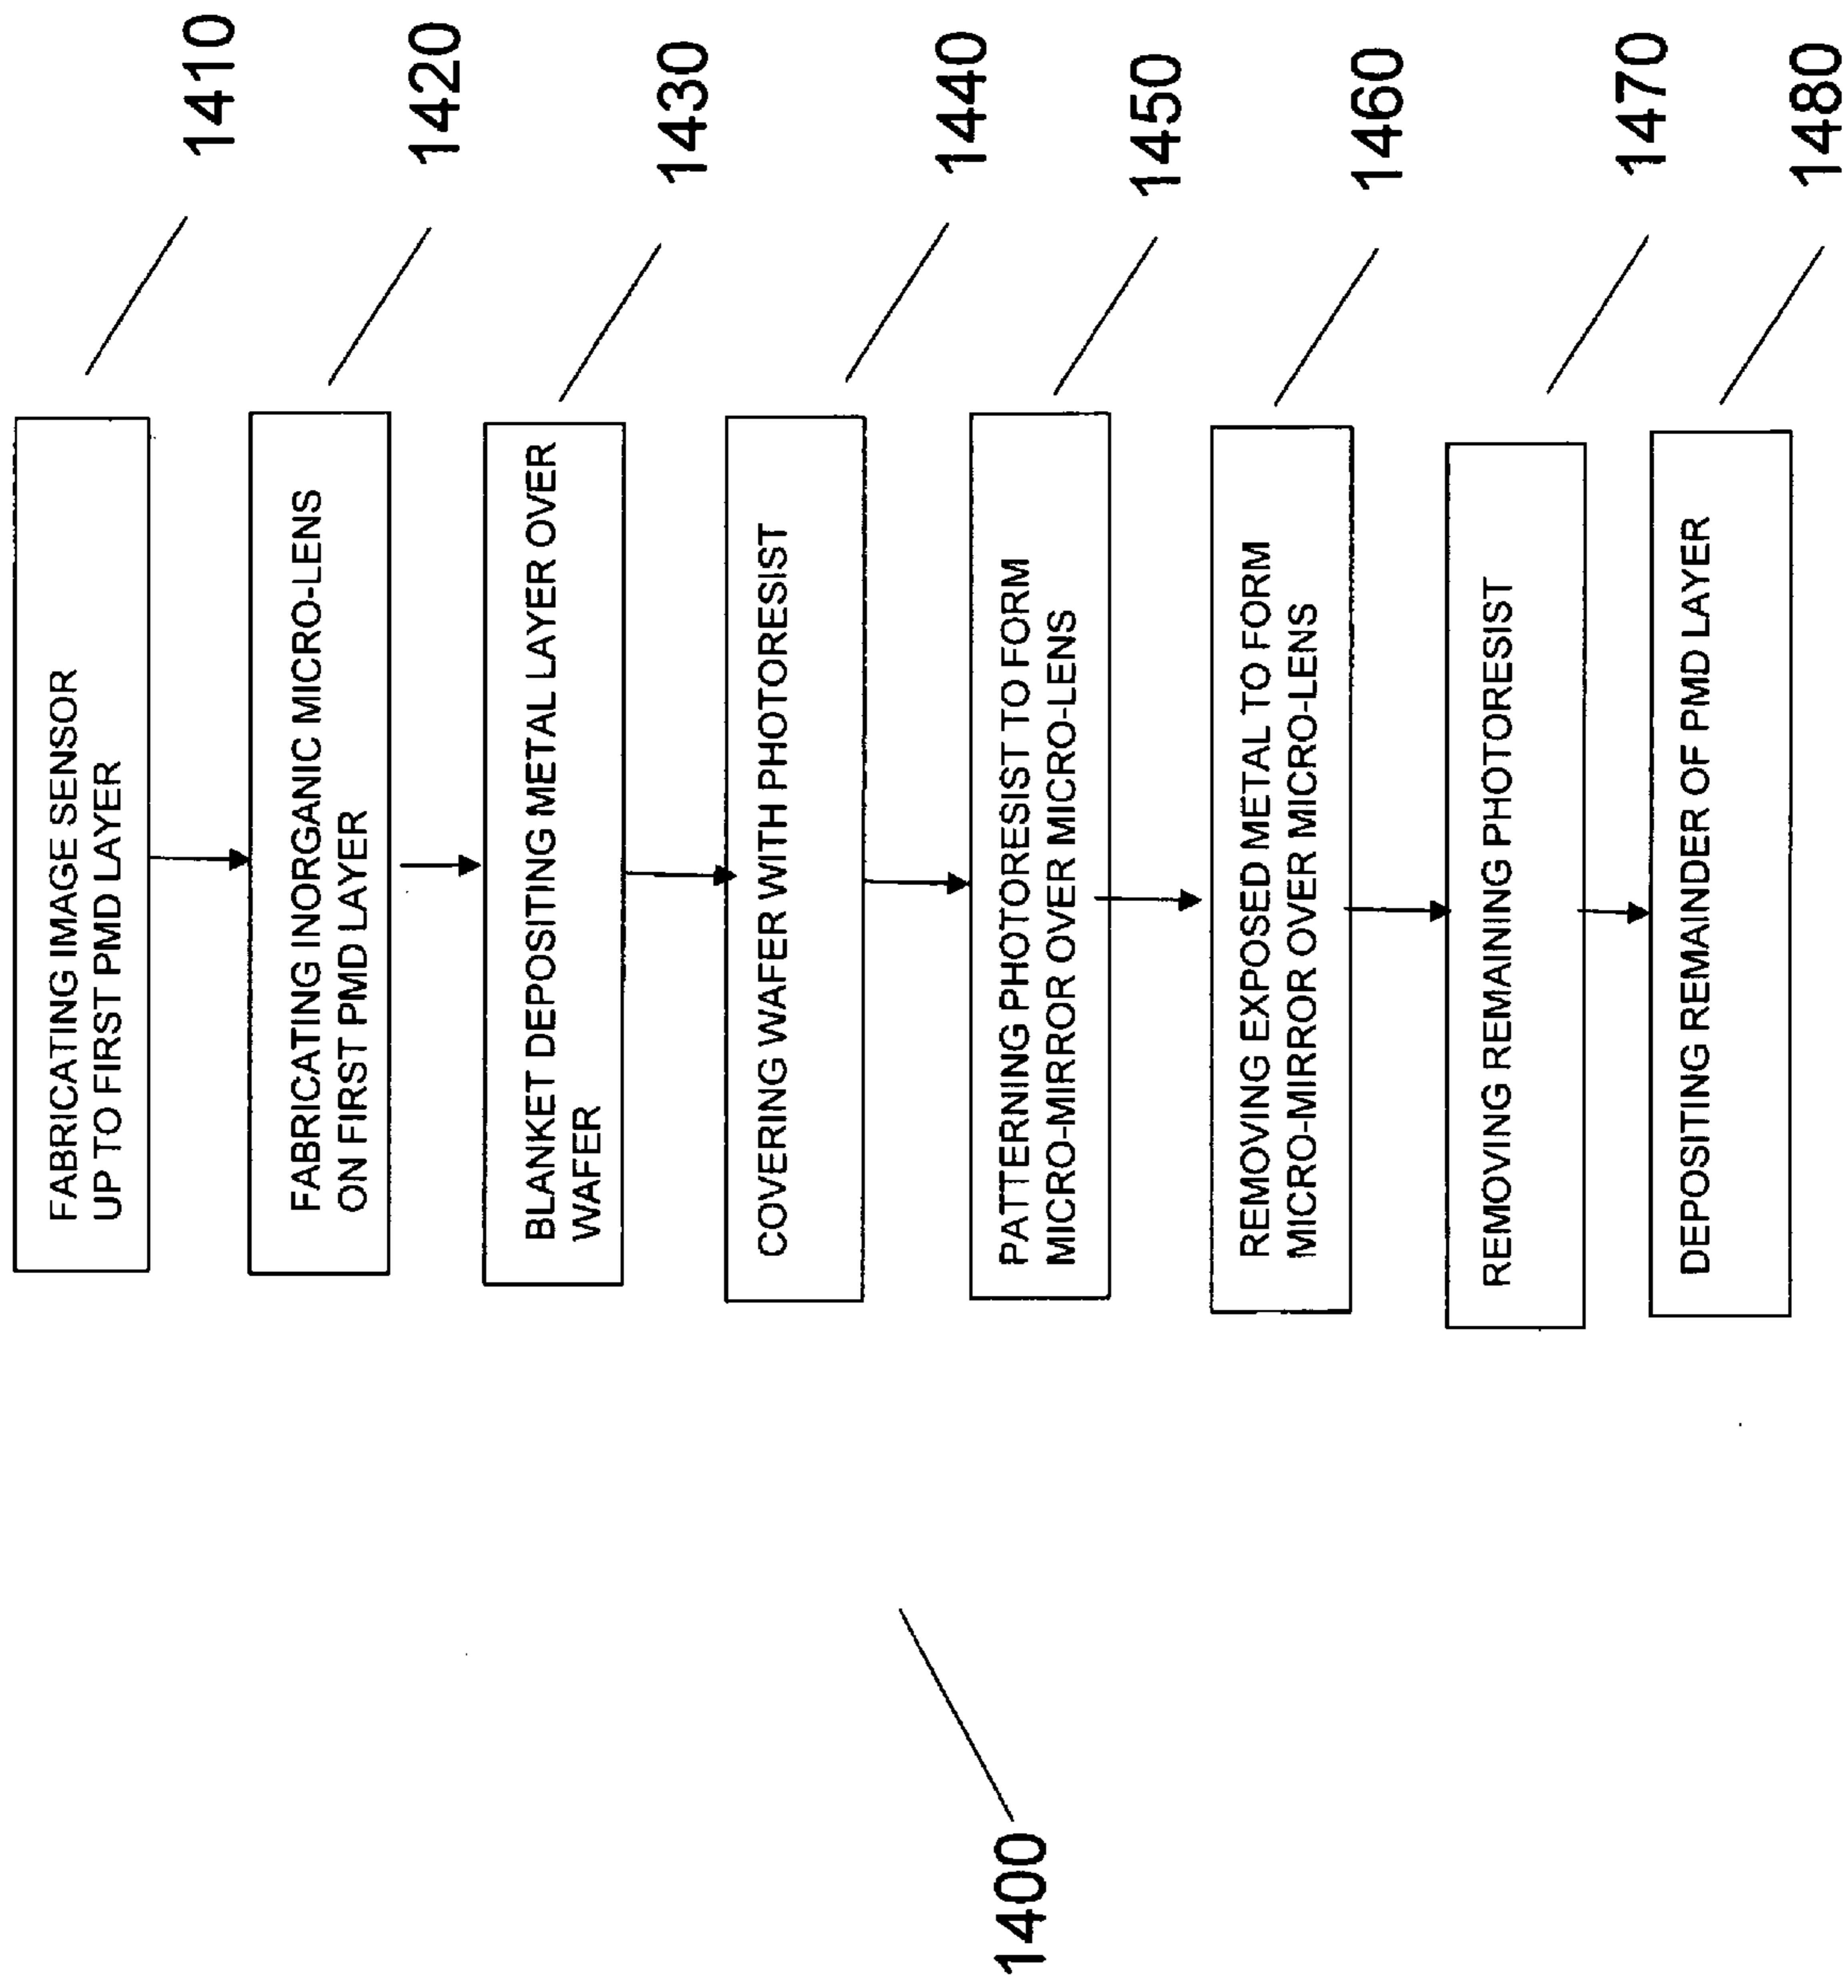 FABRICATING IMAGE SENSOR
UP TO FIRST PMD LAYER
1410
FABRICATING INORGANIC MICRO-LENS
ON FIRST PMD LAYER
1420
BLANKET DEPOSITING METAL LAYER OVER
WAFER
1430
COVERING WAFER WITH PHOTORESIST
1440
PATTERNING PHOTORESIST TO FORM
MICRO-MIRROR OVER MICRO-LENS
1450
REMOVING EXPOSED METAL TO FORM
MICRO-MIRROR OVER MICRO-LENS
1460
REMOVING REMAINING PHOTORESIST
1470
DEPOSITING REMAINDER OF PMD LAYER
1480
1400